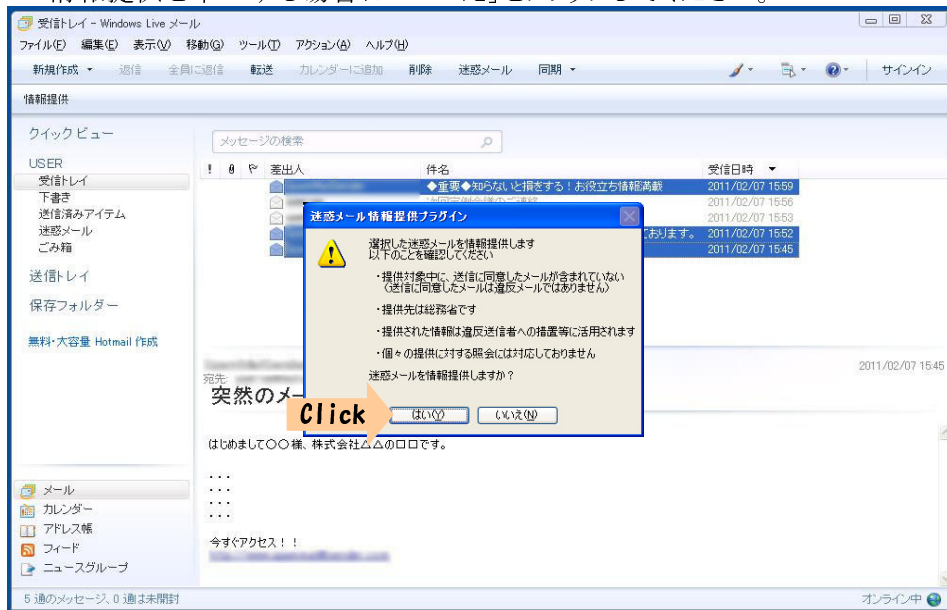 受信トレイ - Windows Live メール
ファイル(F) 編集(E) 表示(V) 移動(G) ツール(T) アクション(A) ヘルプ(H)
新規作成 返信 全員に返信 転送 カレンダーに追加 削除 迷惑メール 同期 サインイン
情報提供
クイック ビュー
メッセージの検索
USER
! 差出人 件名 受信日時
受信トレイ
◆重要◆知らないと損をする!お役立ち情報満載 2011/02/07 15:59
下書き
2011/02/07 15:56
送信済みアイテム
2011/02/07 15:53
迷惑メール
ております。 2011/02/07 15:52
ごみ箱
2011/02/07 15:45
送信トレイ
保存フォルダー
無料・大容量 Hotmail 作成
迷惑メール情報提供プラグイン
選択した迷惑メールを情報提供します
以下のことを確認してください
・提供対象中に、送信に同意したメールが含まれていない
(送信に同意したメールは違反メールではありません)
・提供先は総務省です
・提供された情報は違反送信者への措置等に活用されます
・個々の提供に対する照会には対応しておりません
迷惑メールを情報提供しますか?
はい(Y) いいえ(N)
Click
2011/02/07 15:45
宛先:
突然のメー
はじめまして〇〇様、株式会社△△の口口です。
...
...
...
...
今すぐアクセス!!
メール
カレンダー
アドレス帳
フィード
ニュースグループ
5 通のメッセージ、0 通は未開封
オンライン中